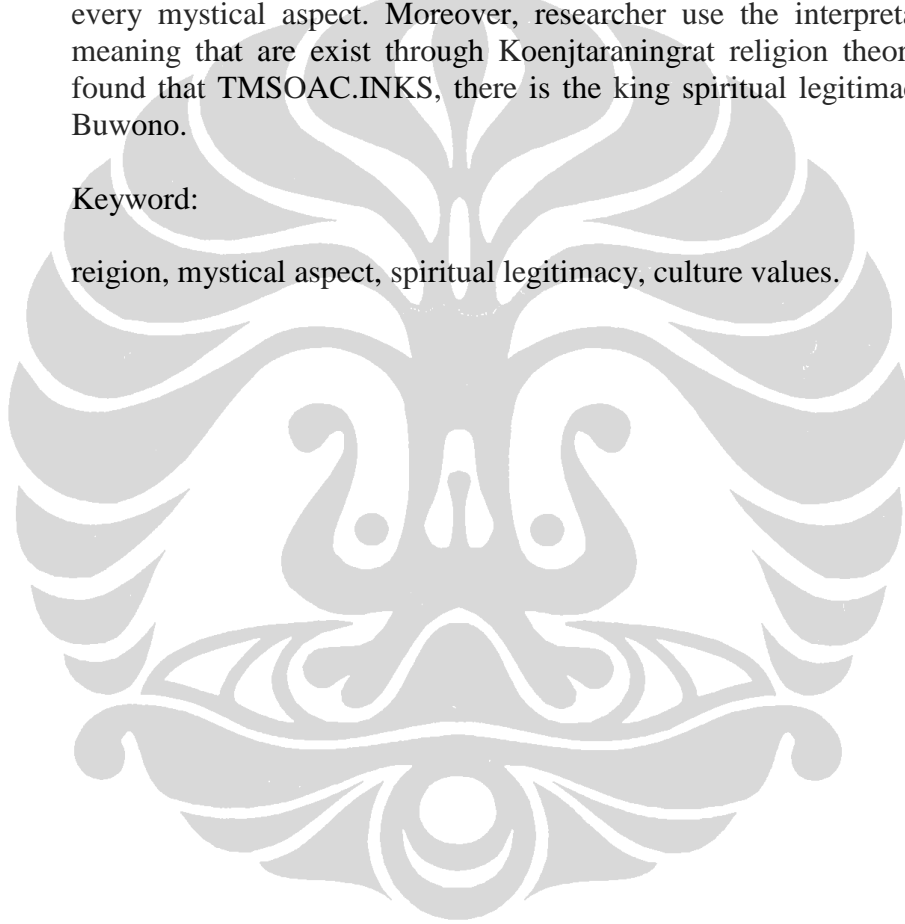 every mystical aspect. Moreover, researcher use the interpreta
meaning that are exist through Koenjtaraningrat religion theor
found that TMSOAC.INKS, there is the king spiritual legitimac
Buwono.
Keyword:
reigion, mystical aspect, spiritual legitimacy, culture values.